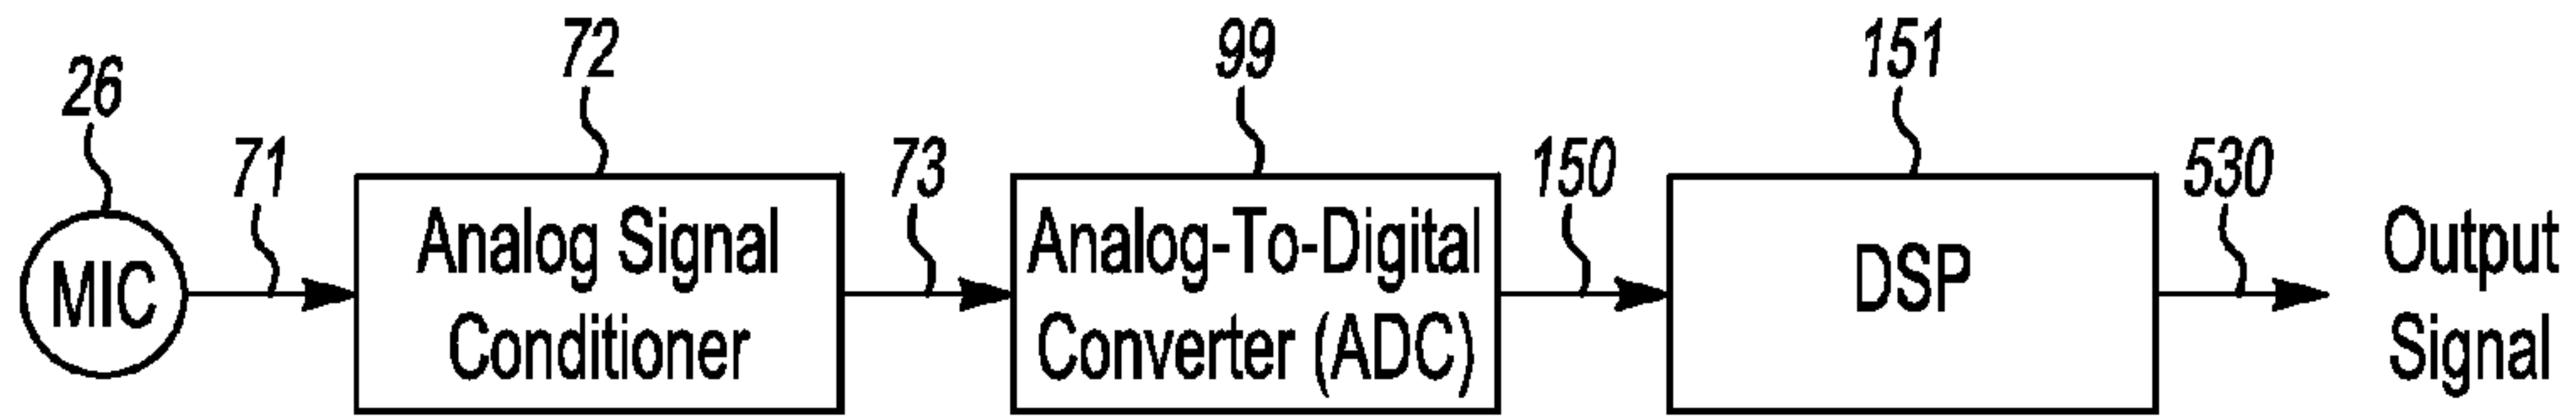 26
71
72
73
99
150
151
530
MIC
Analog Signal
Conditioner
Analog-To-Digital
Converter (ADC)
DSP
Output
Signal